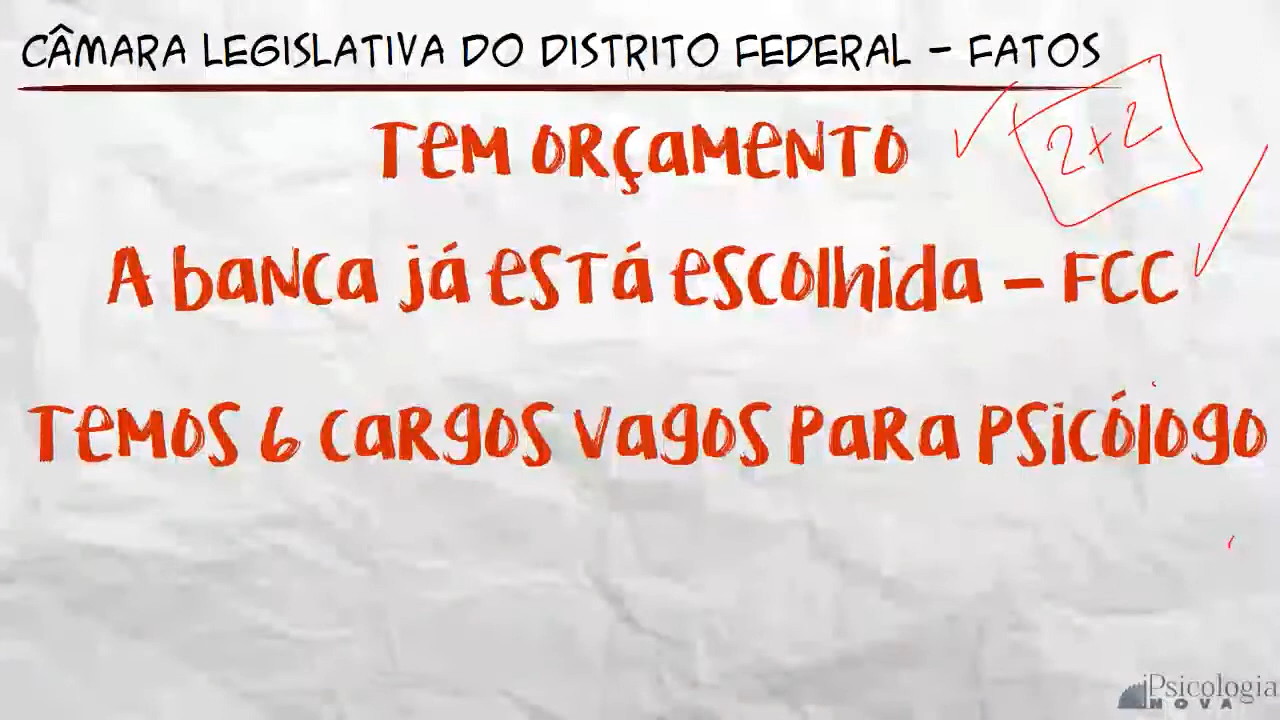 CÂMARA LEGISLATIVA DO DISTRITO FEDERAL – FATOS
TEM ORÇAMENTO
2+2
A BANCA JÁ ESTÁ ESCOLHIDA – FCC
TEMOS 6 CARGOS VAGOS PARA PSICÓLOGO
Psicologia
NOVA